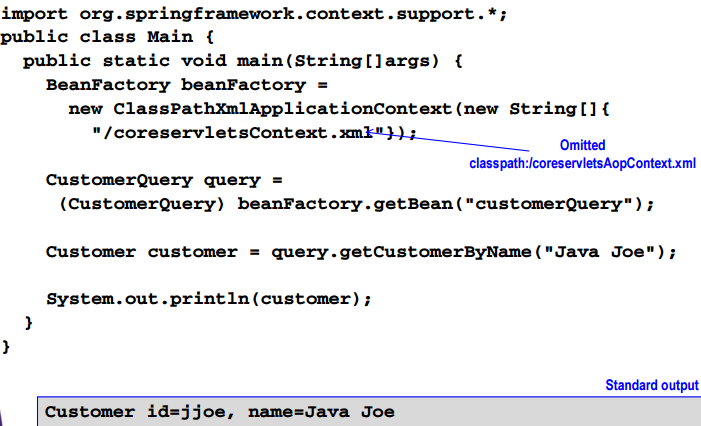 import org.springframework.context.support.*;
public class Main {
public static void main(String[]args) {
BeanFactory beanFactory =
new ClassPathXmlApplicationContext(new String[]{
"/coreservletsContext.xml"});
Omitted
classpath:/coreservletsAopContext.xml
CustomerQuery query =
(CustomerQuery) beanFactory.getBean("customerQuery");
Customer customer = query.getCustomerByName("Java Joe");
System.out.println(customer);
}
}
Standard output
Customer id=jjoe, name=Java Joe